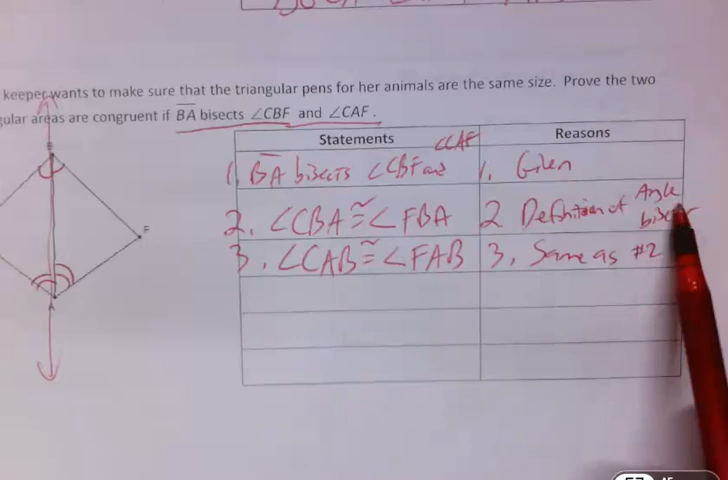 keeper wants to make sure that the triangular pens for her animals are the same size. Prove the two
gular areas are congruent if BA bisects ∠CBF and ∠CAF.
Statements
Reasons
∠CAF
1. BA bisects ∠CBF and
1. Given
2. ∠CBA ≅ ∠FBA
2 Definition of Angle
3. ∠CAB ≅ ∠FAB
3. Same as #2
B
F
A